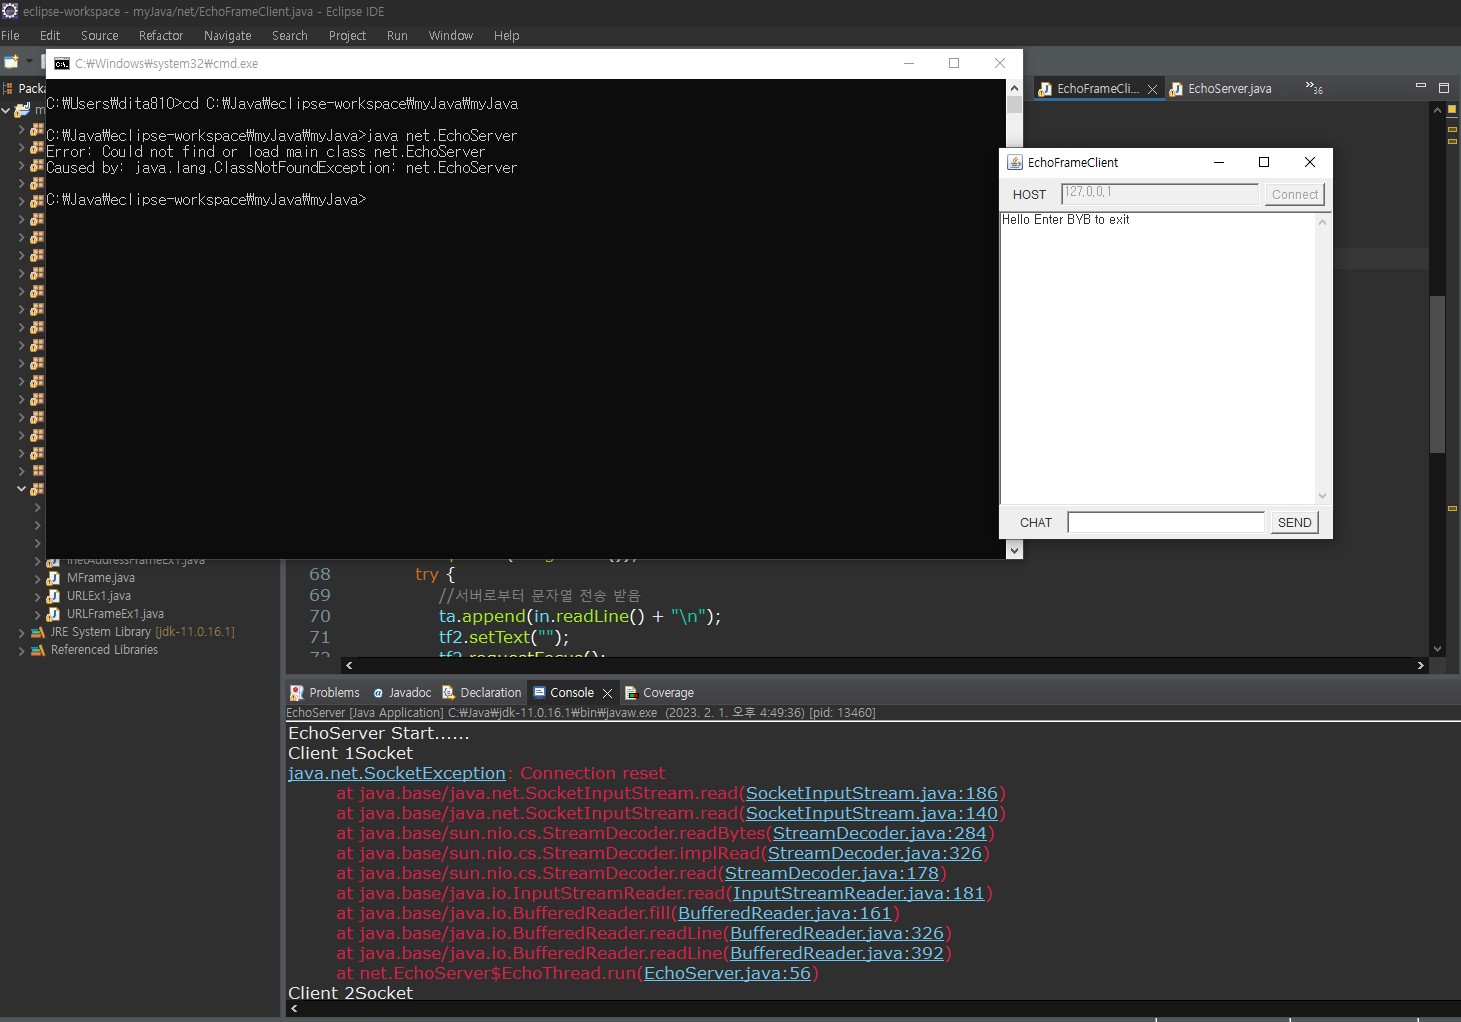 eclipse-workspace - myJava/net/EchoFrameClient.java - Eclipse IDE
File Edit Source Refactor Navigate Search Project Run Window Help
C:₩Windows₩system32₩cmd.exe
C:₩Users₩dita810>cd C:₩Java₩eclipse-workspace₩myJava₩myJava
C:₩Java₩eclipse-workspace₩myJava₩myJava>java net.EchoServer
Error: Could not find or load main class net.EchoServer
Caused by: java.lang.ClassNotFoundException: net.EchoServer
C:₩Java₩eclipse-workspace₩myJava₩myJava>
EchoFrameCli... EchoServer.java 36
EchoFrameClient
HOST 127.0.0.1 Connect
Hello Enter BYB to exit
CHAT SEND
InetAddressFrameEx1.java
MFrame.java
URLEx1.java
URLFrameEx1.java
JRE System Library [jdk-11.0.16.1]
Referenced Libraries
68 try {
69 //서버로부터 문자열 전송 받음
70 ta.append(in.readLine() + "\n");
71 tf2.setText("");
72 tf2.requestFocus();
Problems Javadoc Declaration Console Coverage
EchoServer [Java Application] C:₩Java₩jdk-11.0.16.1₩bin₩javaw.exe (2023. 2. 1. 오후 4:49:36) [pid: 13460]
EchoServer Start......
Client 1Socket
java.net.SocketException: Connection reset
at java.base/java.net.SocketInputStream.read(SocketInputStream.java:186)
at java.base/java.net.SocketInputStream.read(SocketInputStream.java:140)
at java.base/sun.nio.cs.StreamDecoder.readBytes(StreamDecoder.java:284)
at java.base/sun.nio.cs.StreamDecoder.implRead(StreamDecoder.java:326)
at java.base/sun.nio.cs.StreamDecoder.read(StreamDecoder.java:178)
at java.base/java.io.InputStreamReader.read(InputStreamReader.java:181)
at java.base/java.io.BufferedReader.fill(BufferedReader.java:161)
at java.base/java.io.BufferedReader.readLine(BufferedReader.java:326)
at java.base/java.io.BufferedReader.readLine(BufferedReader.java:392)
at net.EchoServer$EchoThread.run(EchoServer.java:56)
Client 2Socket